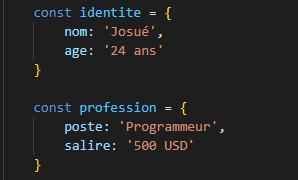 const identite = {
    nom: 'Josué',
    age: '24 ans'
}

const profession = {
    poste: 'Programmeur',
    salire: '500 USD'
}